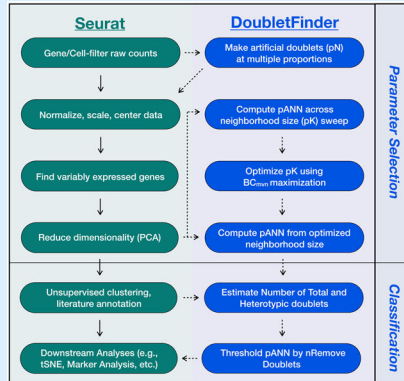 Seurat
DoubletFinder
Gene/Cell-filter raw counts
Make artificial doublets (pN)
at multiple proportions
Normalize, scale, center data
Compute pANN across
neighborhood size (pK) sweep
Find variably expressed genes
Optimize pK using
BCmvn maximization
Reduce dimensionality (PCA)
Compute pANN from optimized
neighborhood size
Parameter Selection
Unsupervised clustering,
literature annotation
Estimate Number of Total and
Heterotypic doublets
Downstream Analyses (e.g.,
tSNE, Marker Analysis, etc.)
Threshold pANN by nRemove
Doublets
Classification